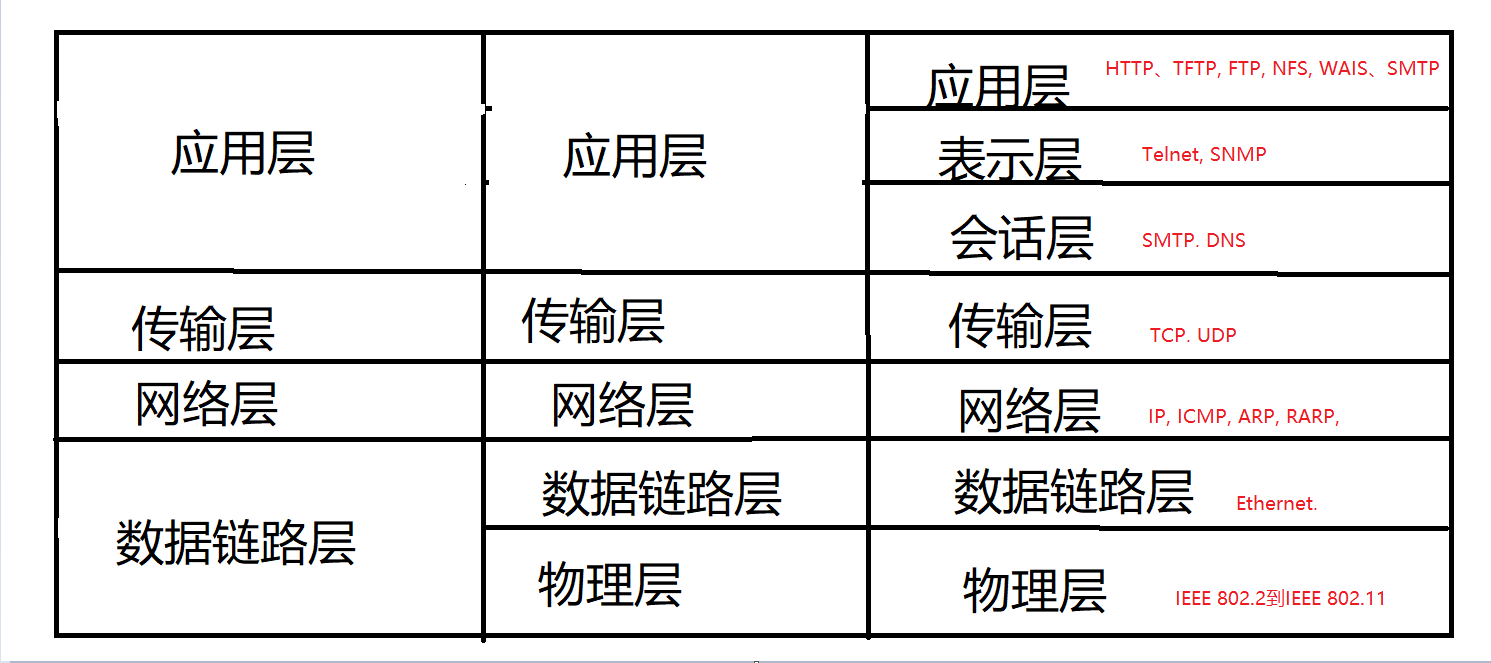 应用层
应用层
应用层 HTTP、TFTP, FTP, NFS, WAIS、SMTP
表示层 Telnet, SNMP
会话层 SMTP. DNS
传输层
传输层
传输层 TCP. UDP
网络层
网络层
网络层 IP, ICMP, ARP, RARP,
数据链路层
数据链路层
数据链路层 Ethernet.
物理层
物理层 IEEE 802.2到IEEE 802.11